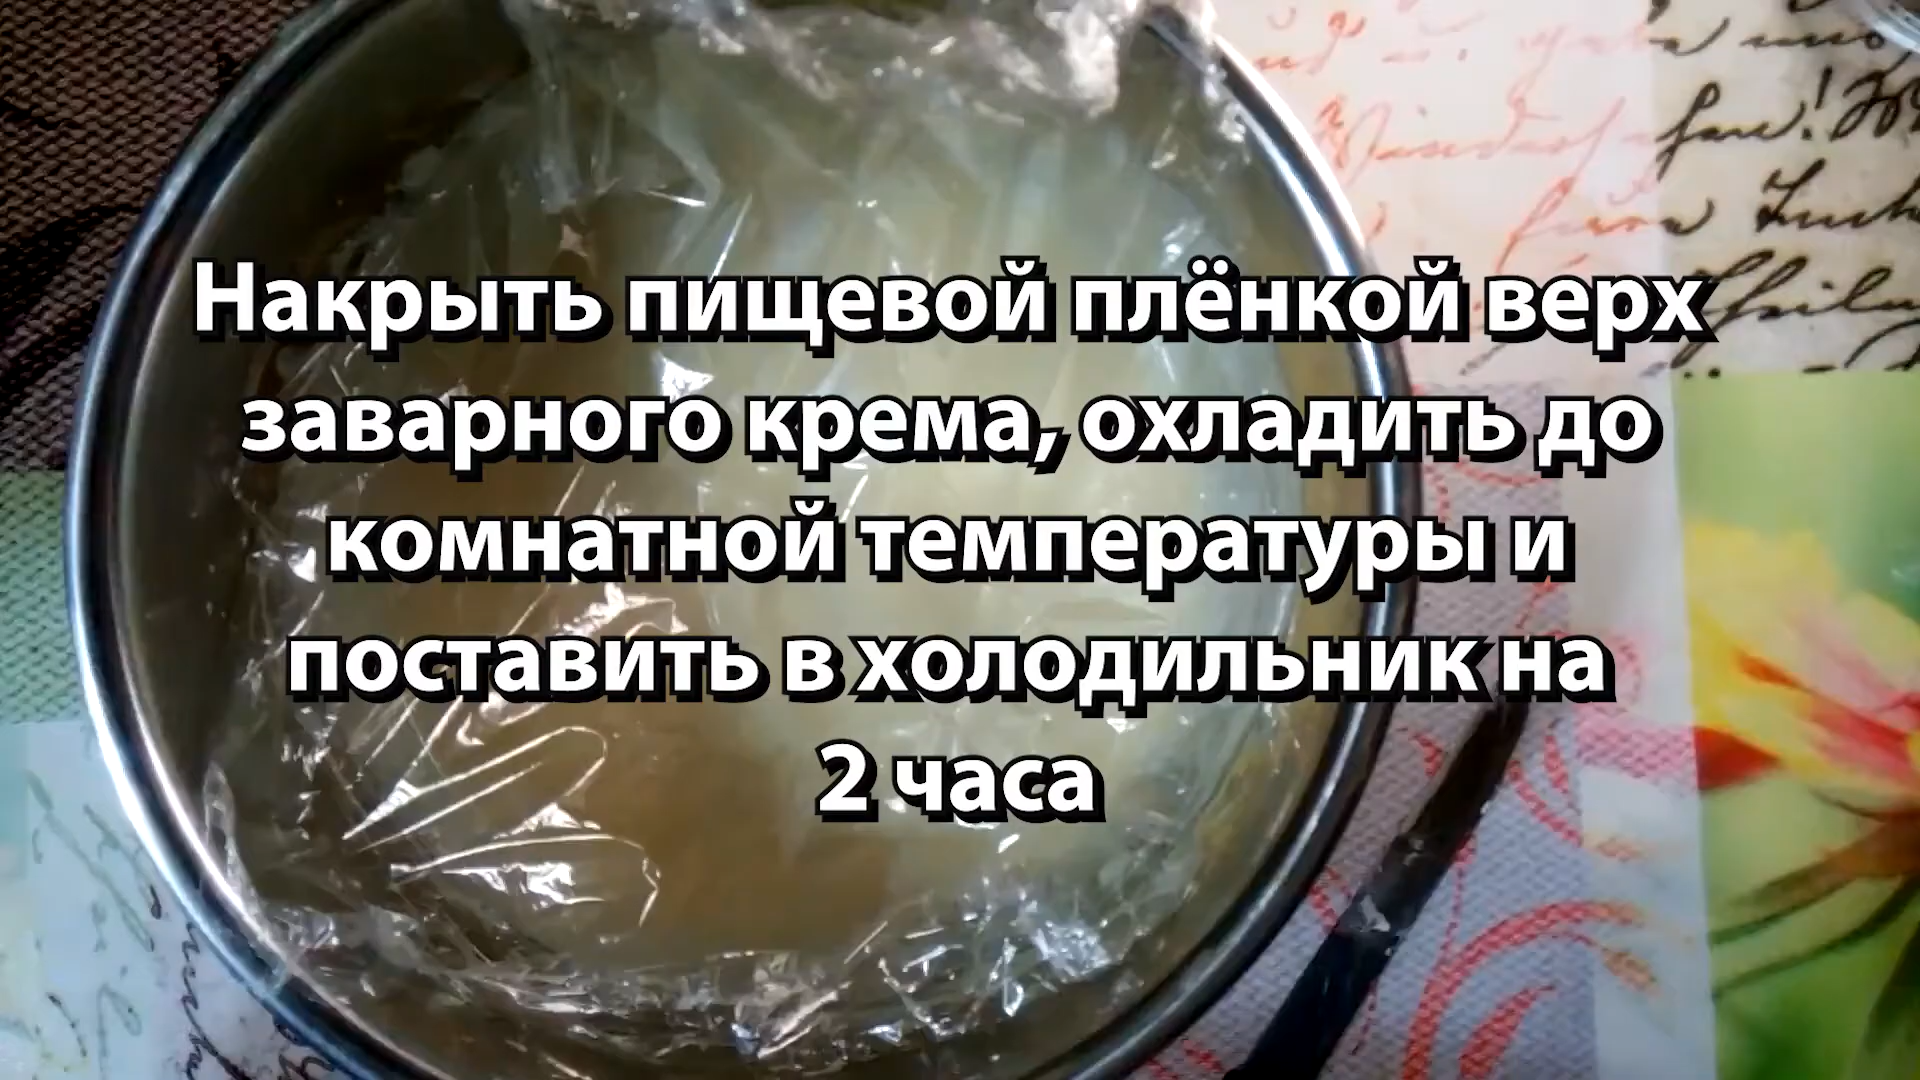 Накрыть пищевой плёнкой верх
заварного крема, охладить до
комнатной температуры и
поставить в холодильник на
2 часа